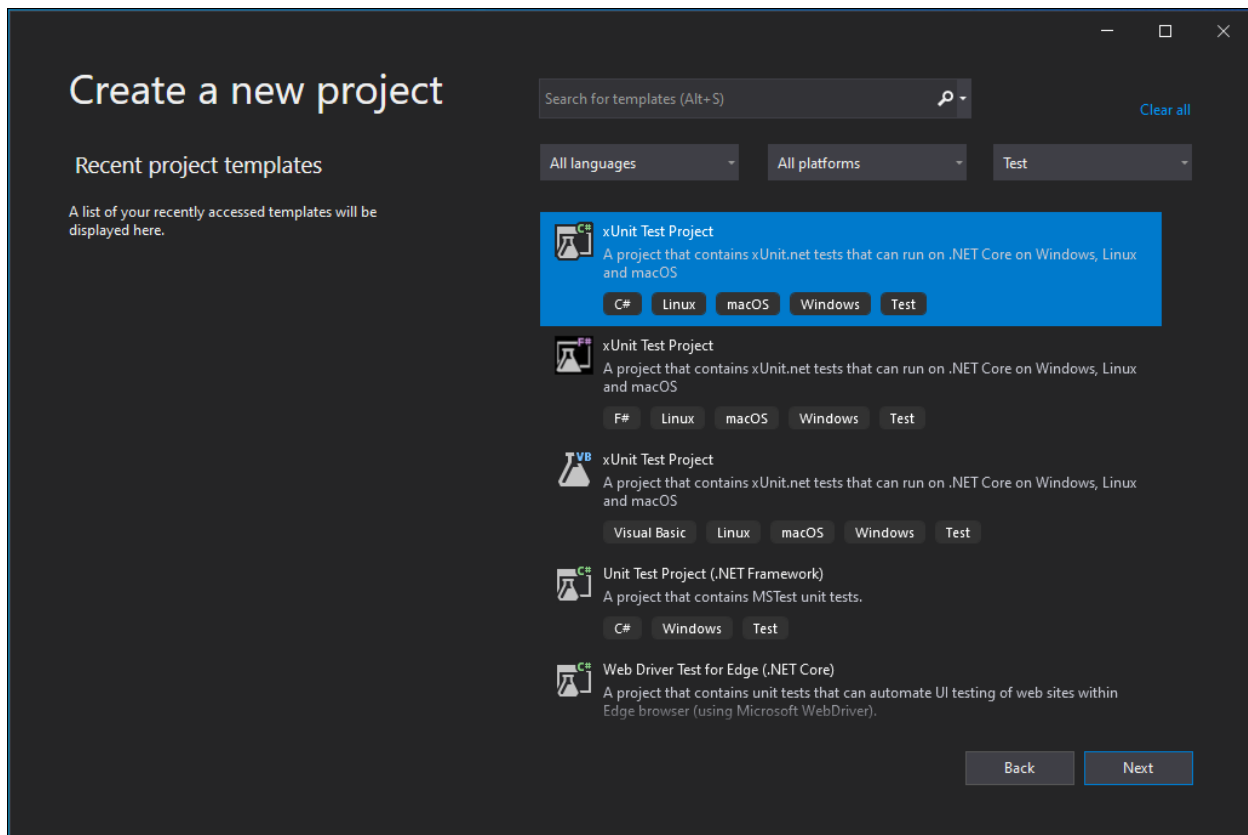 Create a new project
Search for templates (Alt+S)
Clear all
Recent project templates
All languages
All platforms
Test
A list of your recently accessed templates will be
displayed here.
C#
xUnit Test Project
A project that contains xUnit.net tests that can run on .NET Core on Windows, Linux
and macOS
C#
Linux
macOS
Windows
Test
F#
xUnit Test Project
A project that contains xUnit.net tests that can run on .NET Core on Windows, Linux
and macOS
F#
Linux
macOS
Windows
Test
VB
xUnit Test Project
A project that contains xUnit.net tests that can run on .NET Core on Windows, Linux
and macOS
Visual Basic
Linux
macOS
Windows
Test
C#
Unit Test Project (.NET Framework)
A project that contains MSTest unit tests.
C#
Windows
Test
C#
Web Driver Test for Edge (.NET Core)
A project that contains unit tests that can automate UI testing of web sites within
Edge browser (using Microsoft WebDriver).
Back
Next